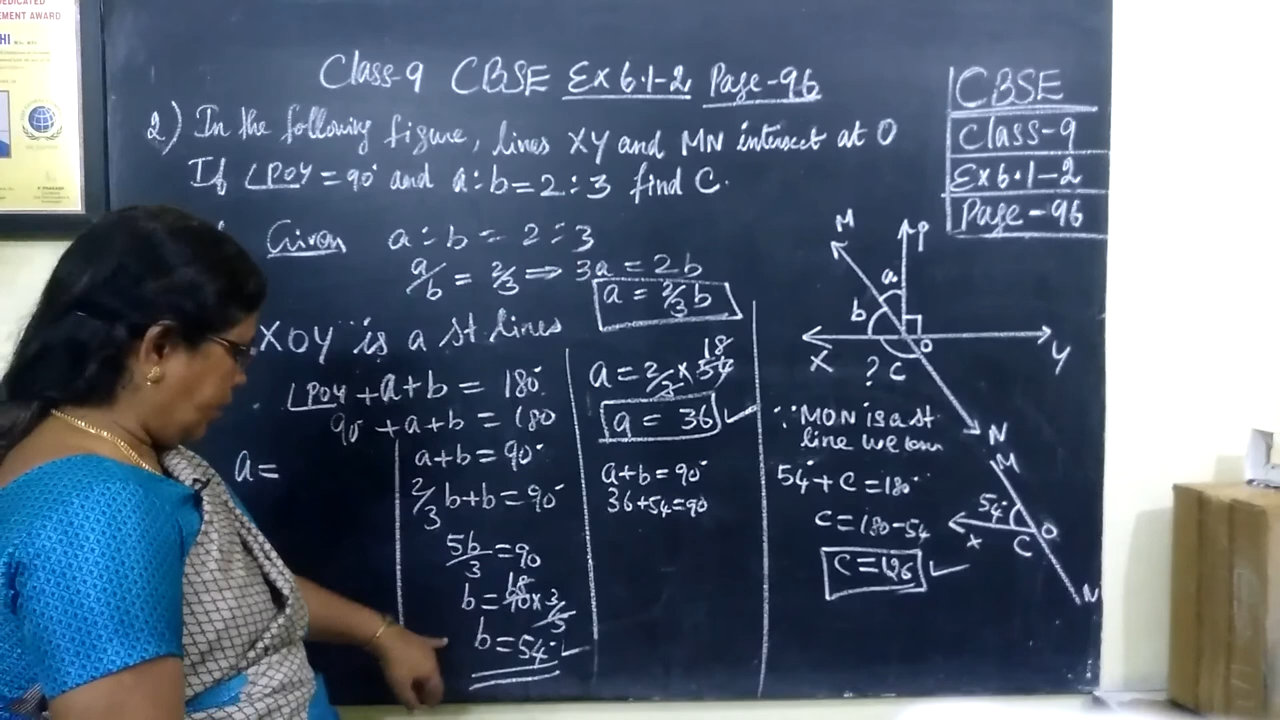 DEDICATED
MENT AWARD
Class-9 CBSE Ex 6.1-2 Page-96
2) In the following figure, lines XY and MN intersect at O
If ∠POY = 90° and a:b = 2:3 find C.
Given a:b = 2:3
a/b = 2/3 ⇒ 3a = 2b
a = 2/3 b
XOY is a st. lines
∠POY + a + b = 180°
90° + a + b = 180
a =
a + b = 90°
2/3 b + b = 90°
5b/3 = 90
18
b = 90 × 3/5
b = 54°
18
a = 2/3 × 54
a = 36
a + b = 90°
36 + 54 = 90
CBSE
Class-9
Ex 6.1-2
Page-96
M
P
a
b
X
O
Y
? C
N
∵ MON is a st
line we
54° + C = 180°
C = 180 - 54
C = 126
M
54°
X
O
C
N